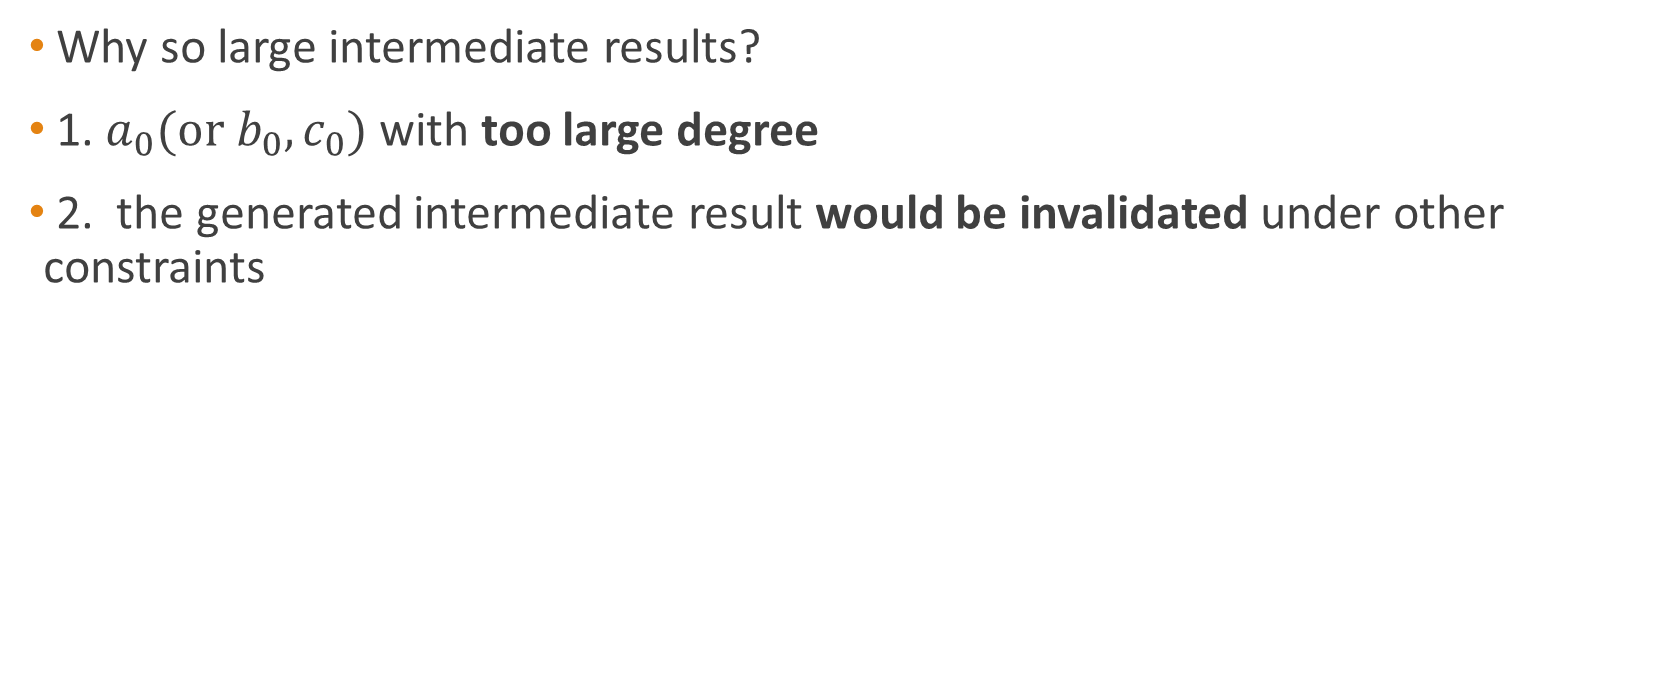 • Why so large intermediate results?
• 1. 𝑎₀(or 𝑏₀, 𝑐₀) with too large degree
• 2.  the generated intermediate result would be invalidated under other
constraints